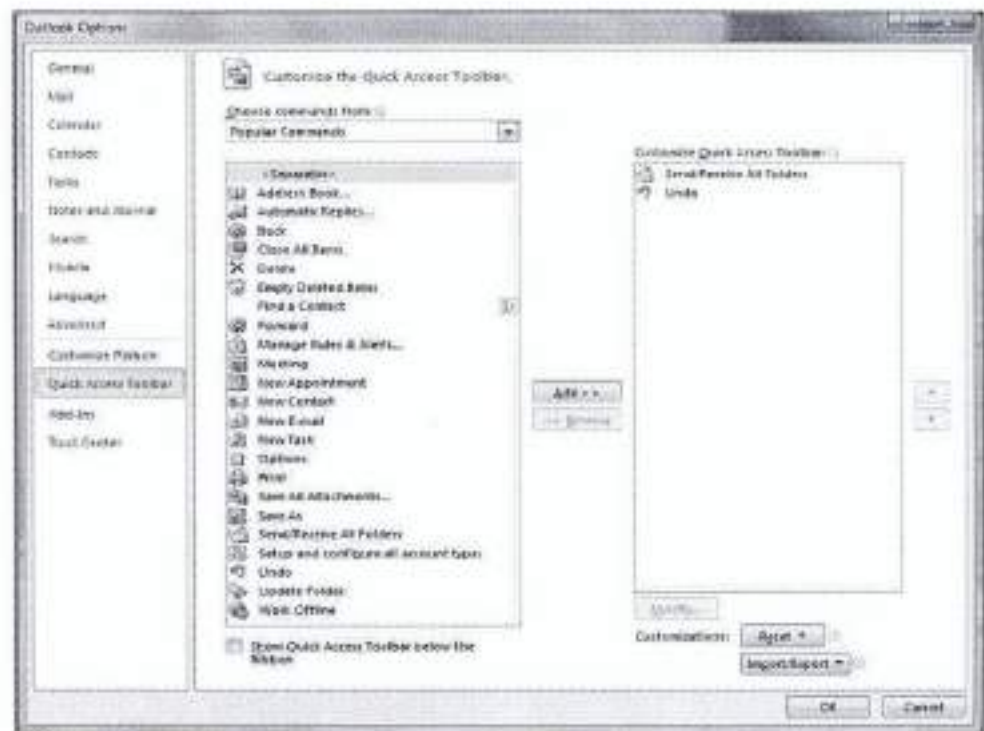 Outlook Options
General
Mail
Calendar
Contacts
Tasks
Notes and Journal
Search
Mobile
Language
Advanced
Customize Ribbon
Quick Access Toolbar
Add-Ins
Trust Center
Customize the Quick Access Toolbar.
Choose commands from:
Popular Commands
<Separator>
Address Book...
Automatic Replies...
Back
Close All Items
Delete
Empty Deleted Items
Find a Contact
Forward
Manage Rules & Alerts...
Meeting
New Appointment
New Contact
New E-mail
New Task
Options
Print
Save All Attachments...
Save As
Send/Receive All Folders
Setup and configure all account types
Undo
Update Folder
Work Offline
Show Quick Access Toolbar below the
Ribbon
Add >>
<< Remove
Customize Quick Access Toolbar:
Send/Receive All Folders
Undo
Modify...
Customizations:
Reset
Import/Export
OK
Cancel